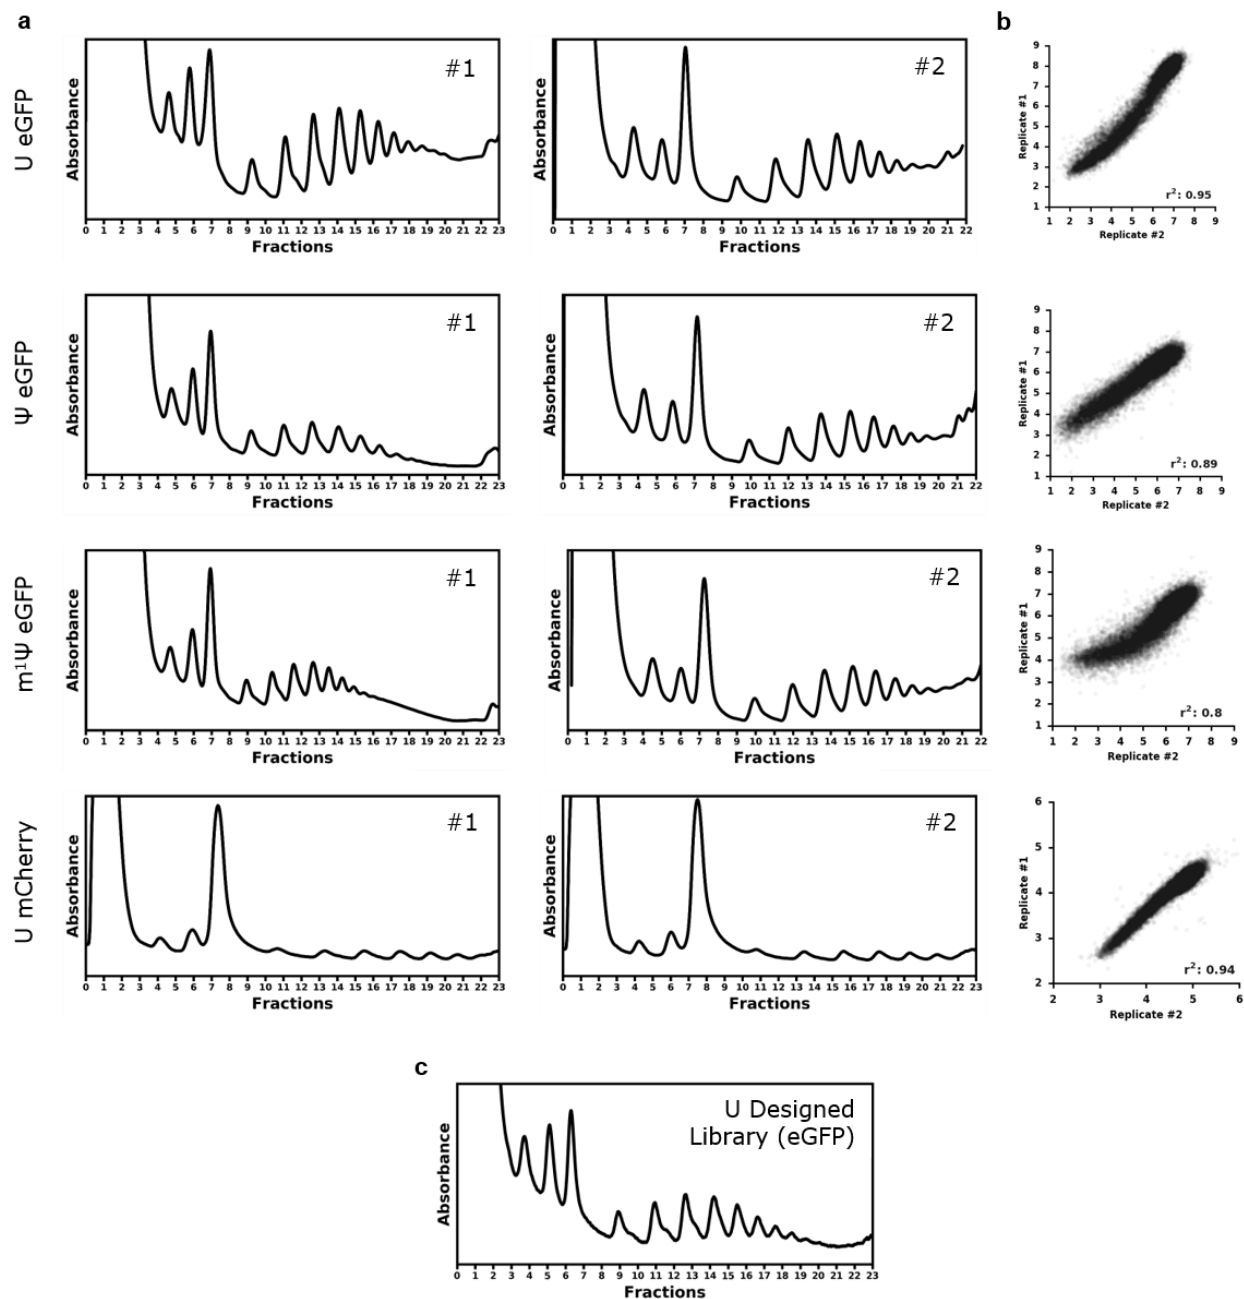 a
b
U eGFP
Absorbance
#1
0 1 2 3 4 5 6 7 8 9 10 11 12 13 14 15 16 17 18 19 20 21 22 23
Fractions
Absorbance
#2
0 1 2 3 4 5 6 7 8 9 10 11 12 13 14 15 16 17 18 19 20 21 22
Fractions
Replicate #1
9
8
7
6
5
4
3
2
1
r²: 0.95
1 2 3 4 5 6 7 8 9
Replicate #2
Ψ eGFP
Absorbance
#1
0 1 2 3 4 5 6 7 8 9 10 11 12 13 14 15 16 17 18 19 20 21 22 23
Fractions
Absorbance
#2
0 1 2 3 4 5 6 7 8 9 10 11 12 13 14 15 16 17 18 19 20 21 22
Fractions
Replicate #1
9
8
7
6
5
4
3
2
1
r²: 0.89
1 2 3 4 5 6 7 8 9
Replicate #2
m¹Ψ eGFP
Absorbance
#1
0 1 2 3 4 5 6 7 8 9 10 11 12 13 14 15 16 17 18 19 20 21 22 23
Fractions
Absorbance
#2
0 1 2 3 4 5 6 7 8 9 10 11 12 13 14 15 16 17 18 19 20 21 22
Fractions
Replicate #1
9
8
7
6
5
4
3
2
1
r²: 0.8
1 2 3 4 5 6 7 8 9
Replicate #2
U mCherry
Absorbance
#1
0 1 2 3 4 5 6 7 8 9 10 11 12 13 14 15 16 17 18 19 20 21 22 23
Fractions
Absorbance
#2
0 1 2 3 4 5 6 7 8 9 10 11 12 13 14 15 16 17 18 19 20 21 22 23
Fractions
Replicate #1
6
5
4
3
2
r²: 0.94
2 3 4 5 6
Replicate #2
c
Absorbance
U Designed
Library (eGFP)
0 1 2 3 4 5 6 7 8 9 10 11 12 13 14 15 16 17 18 19 20 21 22 23
Fractions